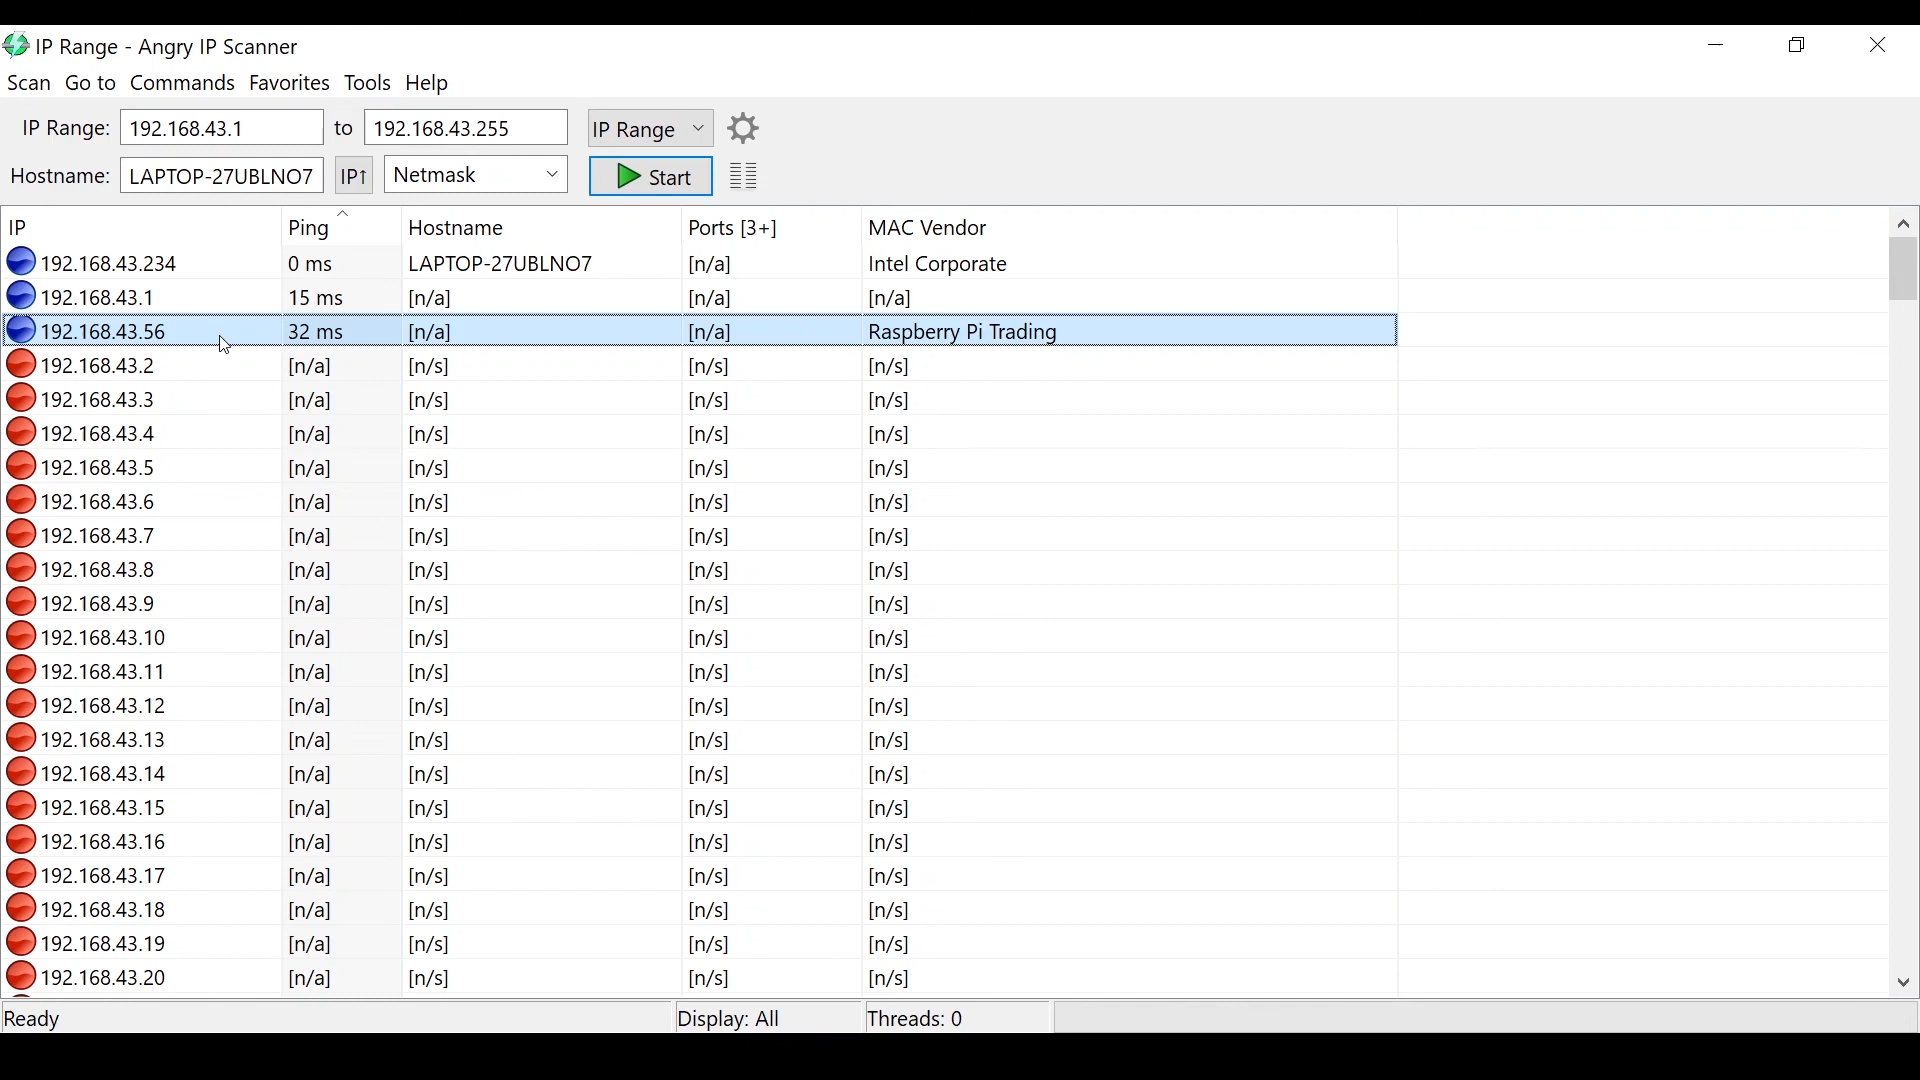 IP Range - Angry IP Scanner
Scan Go to Commands Favorites Tools Help
IP Range: 192.168.43.1 to 192.168.43.255 IP Range
Hostname: LAPTOP-27UBLNO7 IP↑ Netmask Start
IP Ping Hostname Ports [3+] MAC Vendor
192.168.43.234 0 ms LAPTOP-27UBLNO7 [n/a] Intel Corporate
192.168.43.1 15 ms [n/a] [n/a] [n/a]
192.168.43.56 32 ms [n/a] [n/a] Raspberry Pi Trading
192.168.43.2 [n/a] [n/s] [n/s] [n/s]
192.168.43.3 [n/a] [n/s] [n/s] [n/s]
192.168.43.4 [n/a] [n/s] [n/s] [n/s]
192.168.43.5 [n/a] [n/s] [n/s] [n/s]
192.168.43.6 [n/a] [n/s] [n/s] [n/s]
192.168.43.7 [n/a] [n/s] [n/s] [n/s]
192.168.43.8 [n/a] [n/s] [n/s] [n/s]
192.168.43.9 [n/a] [n/s] [n/s] [n/s]
192.168.43.10 [n/a] [n/s] [n/s] [n/s]
192.168.43.11 [n/a] [n/s] [n/s] [n/s]
192.168.43.12 [n/a] [n/s] [n/s] [n/s]
192.168.43.13 [n/a] [n/s] [n/s] [n/s]
192.168.43.14 [n/a] [n/s] [n/s] [n/s]
192.168.43.15 [n/a] [n/s] [n/s] [n/s]
192.168.43.16 [n/a] [n/s] [n/s] [n/s]
192.168.43.17 [n/a] [n/s] [n/s] [n/s]
192.168.43.18 [n/a] [n/s] [n/s] [n/s]
192.168.43.19 [n/a] [n/s] [n/s] [n/s]
192.168.43.20 [n/a] [n/s] [n/s] [n/s]
Ready Display: All Threads: 0